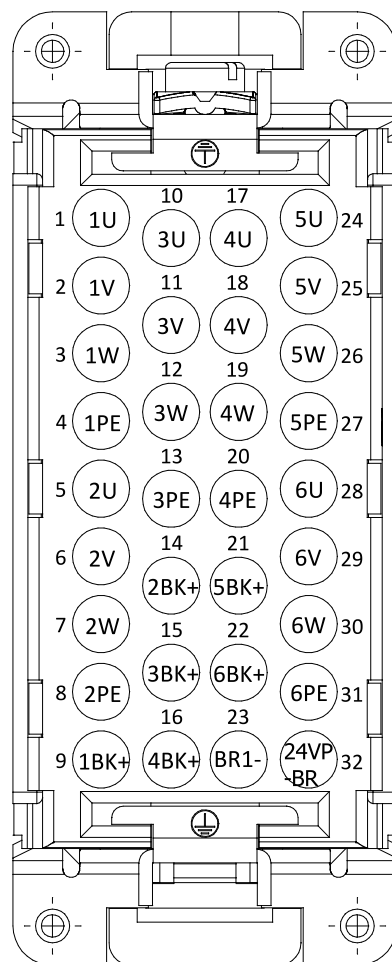 10 17
1 1U 3U 4U 5U 24
11 18
2 1V 3V 4V 5V 25
12 19
3 1W 3W 4W 5W 26
13 20
4 1PE 3PE 4PE 5PE 27
14 21
5 2U 2BK+ 5BK+ 6U 28
15 22
6 2V 3BK+ 6BK+ 6V 29
7 2W 6W 30
16 23
8 2PE 6PE 31
9 1BK+ 4BK+ BR1- 24VP 32
-BR